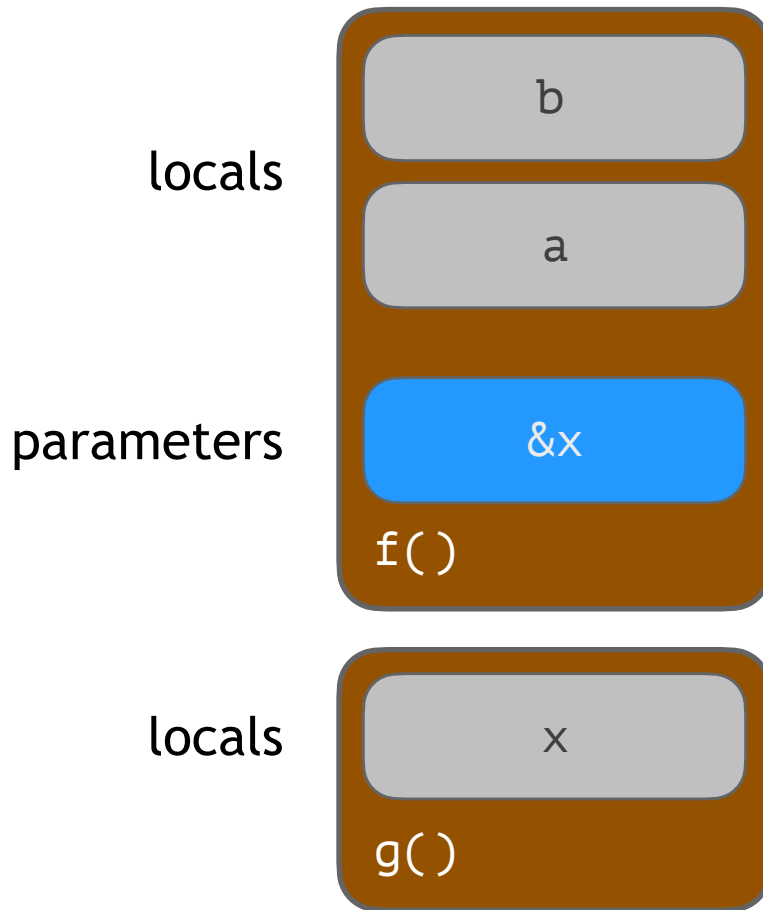 b
locals
a
parameters
&x
f()
locals
x
g()